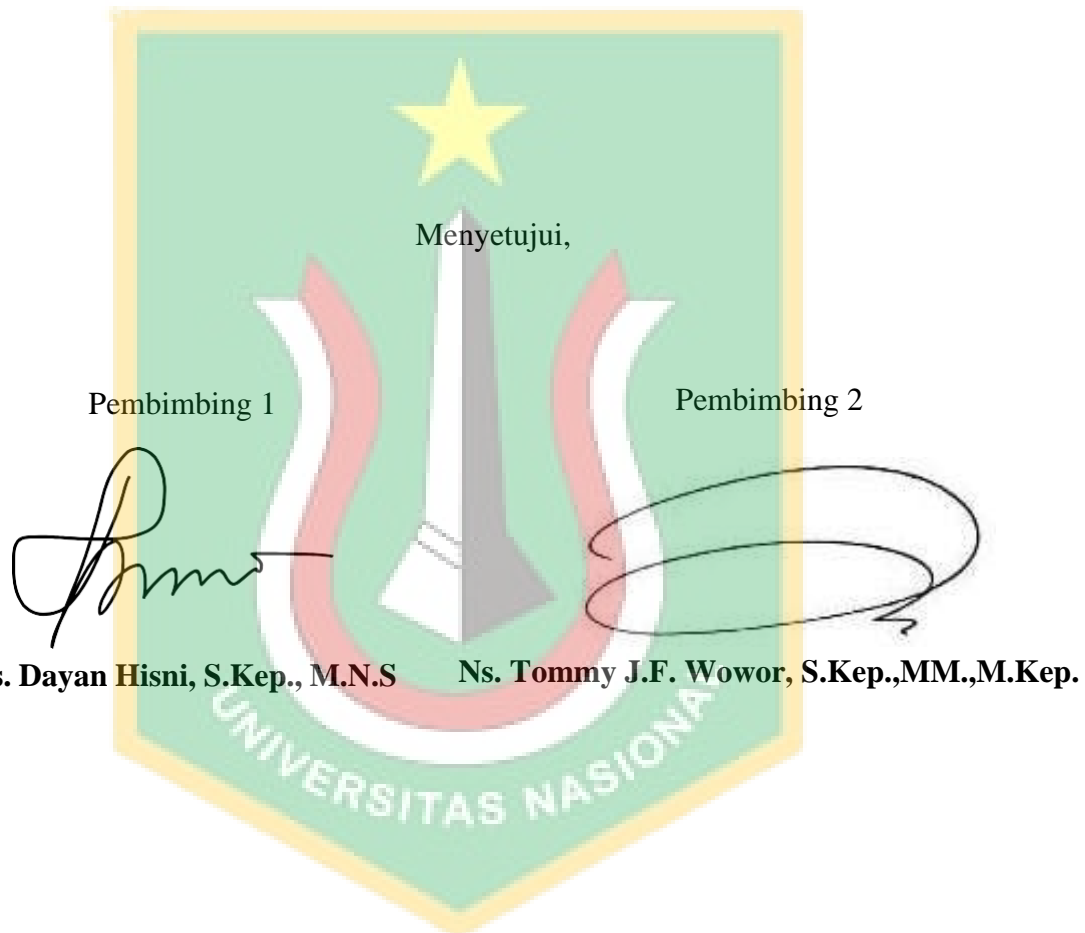 Menyetujui,
Pembimbing 1
Pembimbing 2
s. Dayan Hisni, S.Kep., M.N.S
Ns. Tommy J.F. Wowor, S.Kep.,MM.,M.Kep.
UNIVERSITAS NASIONAL